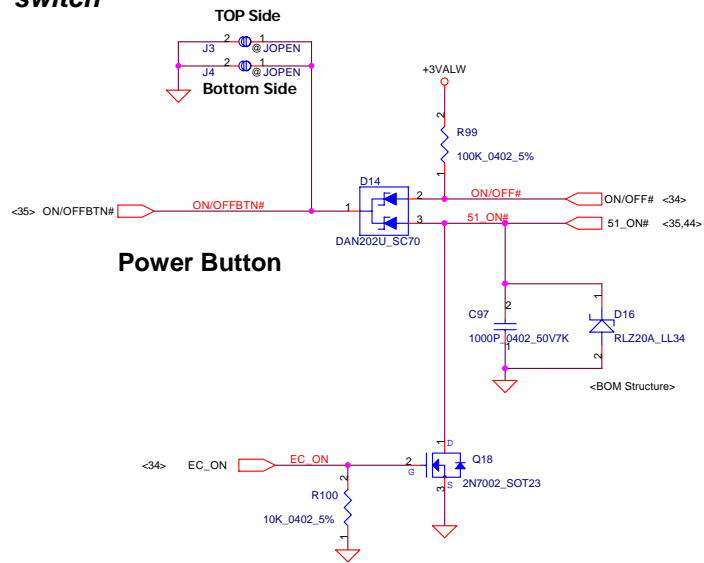 switch
TOP Side
2 1
J3 @ JOPEN
2 1
J4 @ JOPEN
Bottom Side
+3VALW
2
R99
100K_0402_5%
1
D14
<35> ON/OFFBTN# ON/OFFBTN# 1
2 ON/OFF# ON/OFF# <34>
3 51_ON# 51_ON# <35,44>
DAN202U_SC70
Power Button
C97 2
1000P_0402_50V7K
1
1 D16
RLZ20A_LL34
2
<BOM Structure>
1 D
<34> EC_ON EC_ON 2 G
Q18
2N7002_SOT23
3 S
2
R100
10K_0402_5%
1